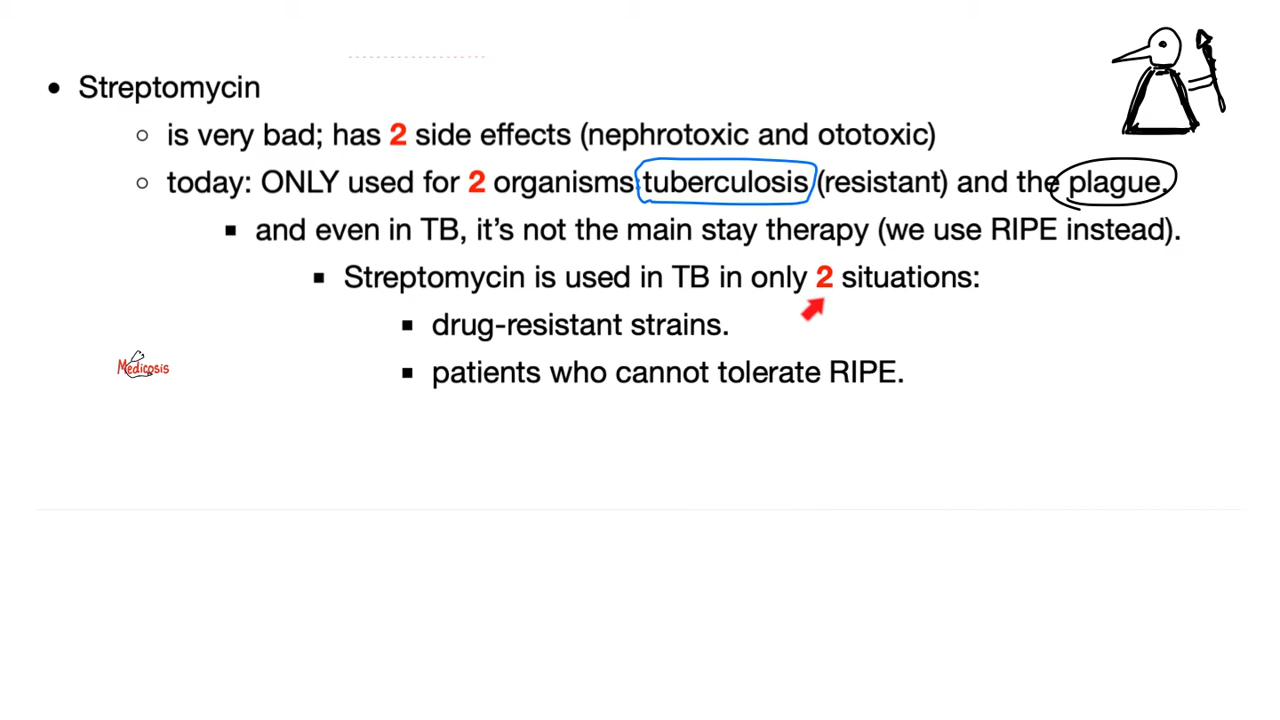 • Streptomycin
○ is very bad; has 2 side effects (nephrotoxic and ototoxic)
○ today: ONLY used for 2 organisms tuberculosis (resistant) and the plague.
▪ and even in TB, it’s not the main stay therapy (we use RIPE instead).
▪ Streptomycin is used in TB in only 2 situations:
▪ drug-resistant strains.
▪ patients who cannot tolerate RIPE.
Medicosis